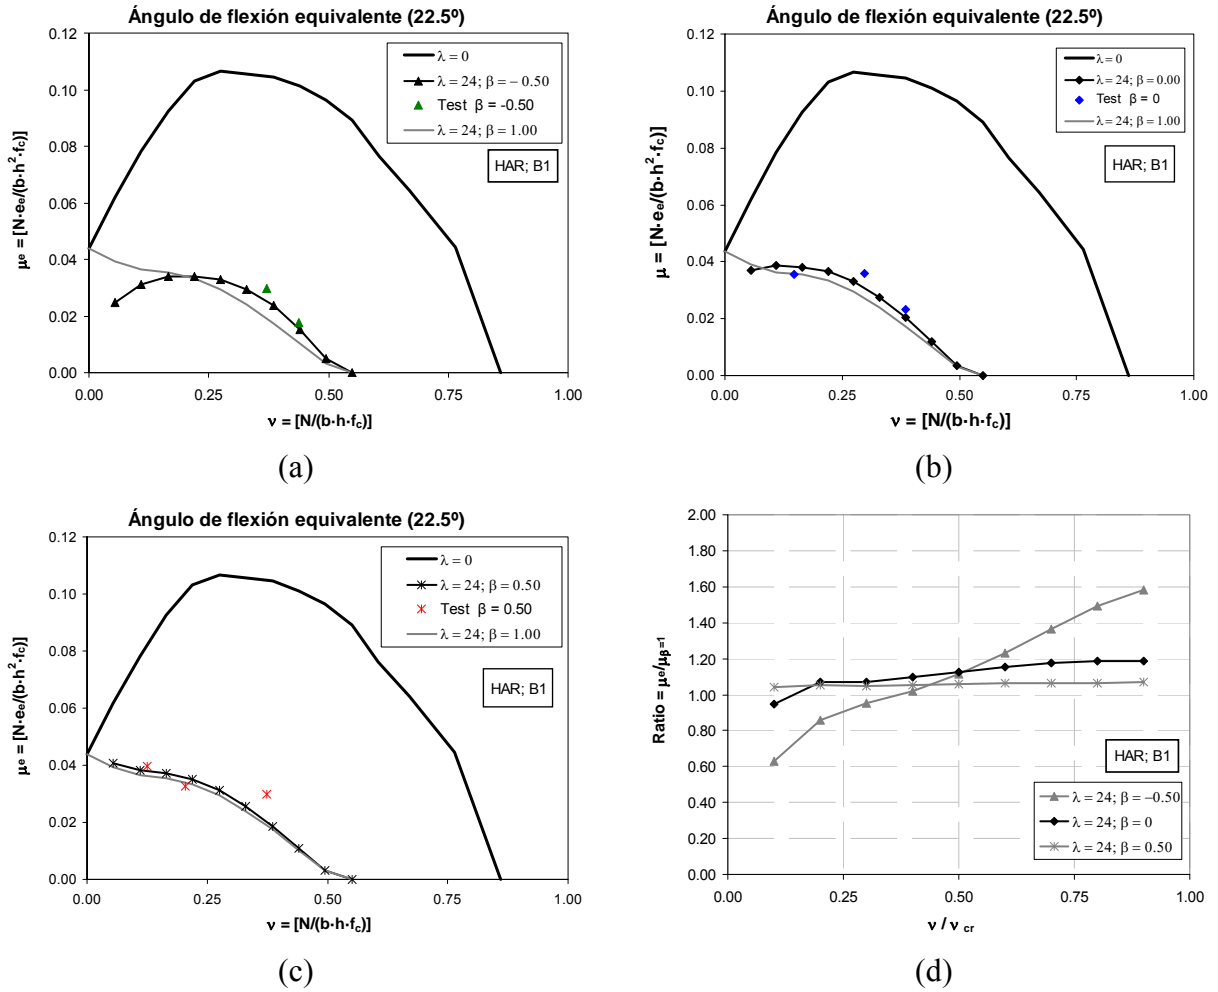 Ángulo de flexión equivalente (22.5º)
0.12
0.10
0.08
0.06
0.04
0.02
0.00
0.00 0.25 0.50 0.75 1.00
μe = [N·ee/(b·h²·fc)]
ν = [N/(b·h·fc)]
λ = 0
λ = 24; β = − 0.50
Test β = -0.50
λ = 24; β = 1.00
HAR; B1
(a)
Ángulo de flexión equivalente (22.5º)
0.12
0.10
0.08
0.06
0.04
0.02
0.00
0.00 0.25 0.50 0.75 1.00
μ = [N·ee/(b·h²·fc)]
ν = [N/(b·h·fc)]
λ = 0
λ = 24; β = 0.00
Test β = 0
λ = 24; β = 1.00
HAR; B1
(b)
Ángulo de flexión equivalente (22.5º)
0.12
0.10
0.08
0.06
0.04
0.02
0.00
0.00 0.25 0.50 0.75 1.00
μe = [N·ee/(b·h²·fc)]
ν = [N/(b·h·fc)]
λ = 0
λ = 24; β = 0.50
Test β = 0.50
λ = 24; β = 1.00
HAR; B1
(c)
2.00
1.80
1.60
1.40
1.20
1.00
0.80
0.60
0.40
0.20
0.00
0.00 0.25 0.50 0.75 1.00
Ratio = μe/μβ=1
ν / ν cr
HAR; B1
λ = 24; β = −0.50
λ = 24; β = 0
λ = 24; β = 0.50
(d)